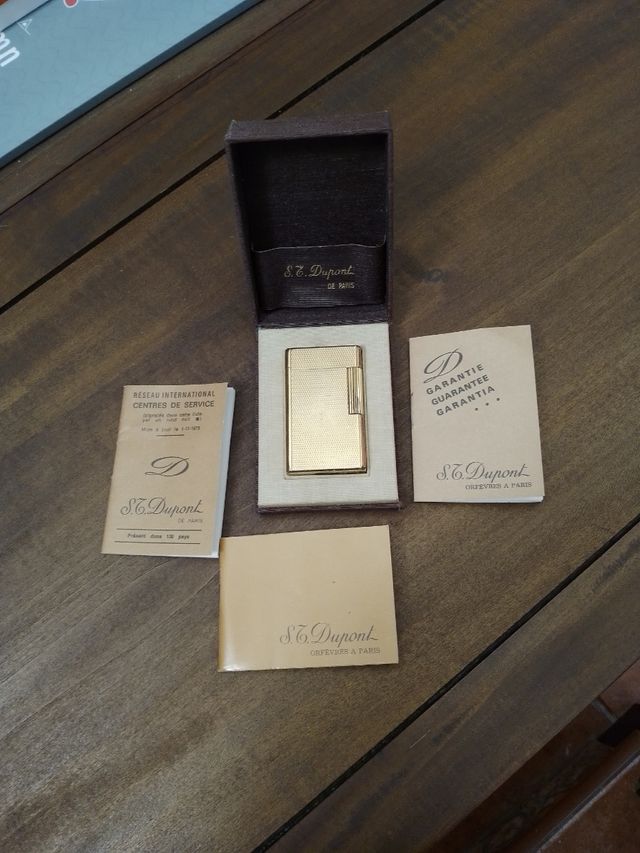 mn
S.T. Dupont
DE PARIS
D
GARANTIE
GUARANTEE
GARANTIA
...
S.T. Dupont
ORFÈVRES A PARIS
RÉSEAU INTERNATIONAL
CENTRES DE SERVICE
D
S.T. Dupont
DE PARIS
Présent dans 130 pays
S.T. Dupont
ORFÈVRES A PARIS